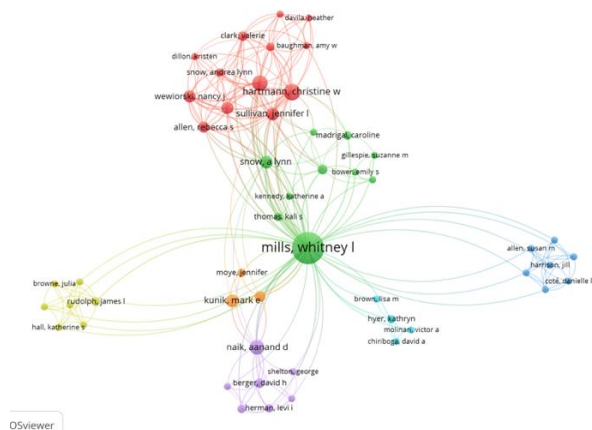 davila, heather
clark, valerie
baughman, amy w
dillon, kristen
snow, andrea lynn
hartmann, christine w
wewiorski, nancy j
sullivan, jennifer l
allen, rebecca s
madrigal, caroline
gillespie, suzanne m
snow, a lynn
bower, emily s
kennedy, katherine a
thomas, kali s
mills, whitney l
allen, susan m
harrison, jill
coté, danielle l
moye, jennifer
browne, julia
rudolph, james l
kunik, mark e
brown, lisa m
hyer, kathryn
molinari, victor a
hall, katherine s
chiriboga, david a
naik, aanand d
shelton, george
berger, david h
herman, levi i
OSviewer